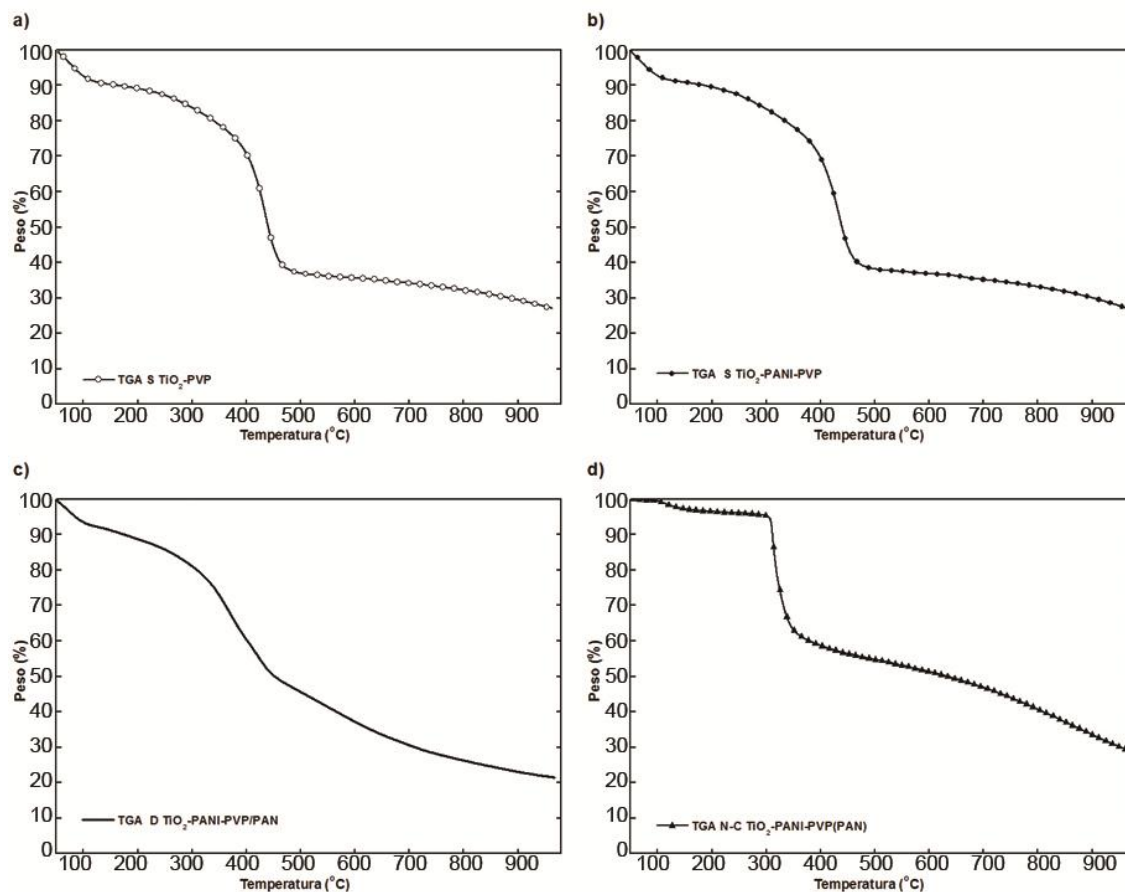 a)
100
90
80
70
60
50
40
30
20
10
0
Peso (%)
TGA S TiO₂-PVP
100 200 300 400 500 600 700 800 900
Temperatura (°C)
b)
100
90
80
70
60
50
40
30
20
10
0
Peso (%)
TGA S TiO₂-PANI-PVP
100 200 300 400 500 600 700 800 900
Temperatura (°C)
c)
100
90
80
70
60
50
40
30
20
10
0
Peso (%)
TGA D TiO₂-PANI-PVP/PAN
100 200 300 400 500 600 700 800 900
Temperatura (°C)
d)
100
90
80
70
60
50
40
30
20
10
0
Peso (%)
TGA N-C TiO₂-PANI-PVP(PAN)
100 200 300 400 500 600 700 800 900
Temperatura (°C)